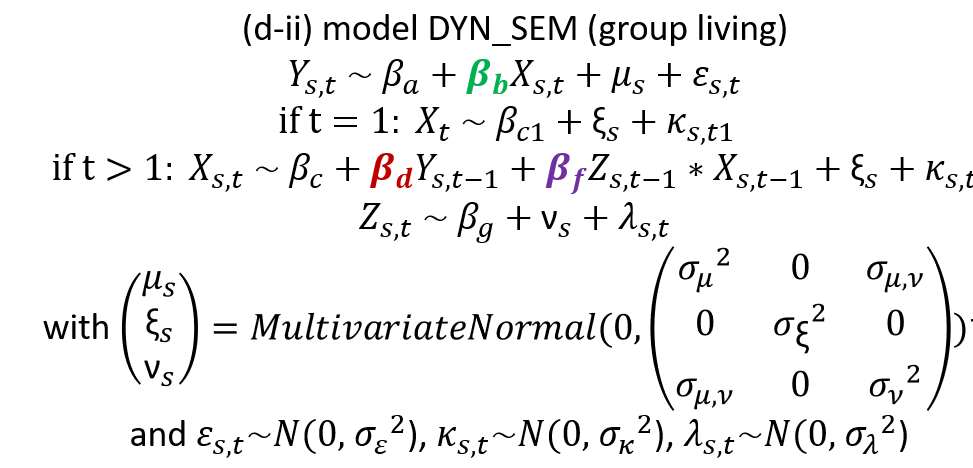 (d-ii) model DYN_SEM (group living)
Y_{s,t} ~ β_a + β_b X_{s,t} + μ_s + ε_{s,t}
if t = 1: X_t ~ β_{c1} + ξ_s + κ_{s,t1}
if t > 1: X_{s,t} ~ β_c + β_d Y_{s,t−1} + β_f Z_{s,t−1} * X_{s,t−1} + ξ_s + κ_{s,t}
Z_{s,t} ~ β_g + ν_s + λ_{s,t}
with (μ_s ξ_s ν_s) = MultivariateNormal(0, (σ_μ² 0 σ_{μ,ν} 0 σ_ξ² 0 σ_{μ,ν} 0 σ_ν²))
and ε_{s,t}~N(0, σ_ε²), κ_{s,t}~N(0, σ_κ²), λ_{s,t}~N(0, σ_λ²)